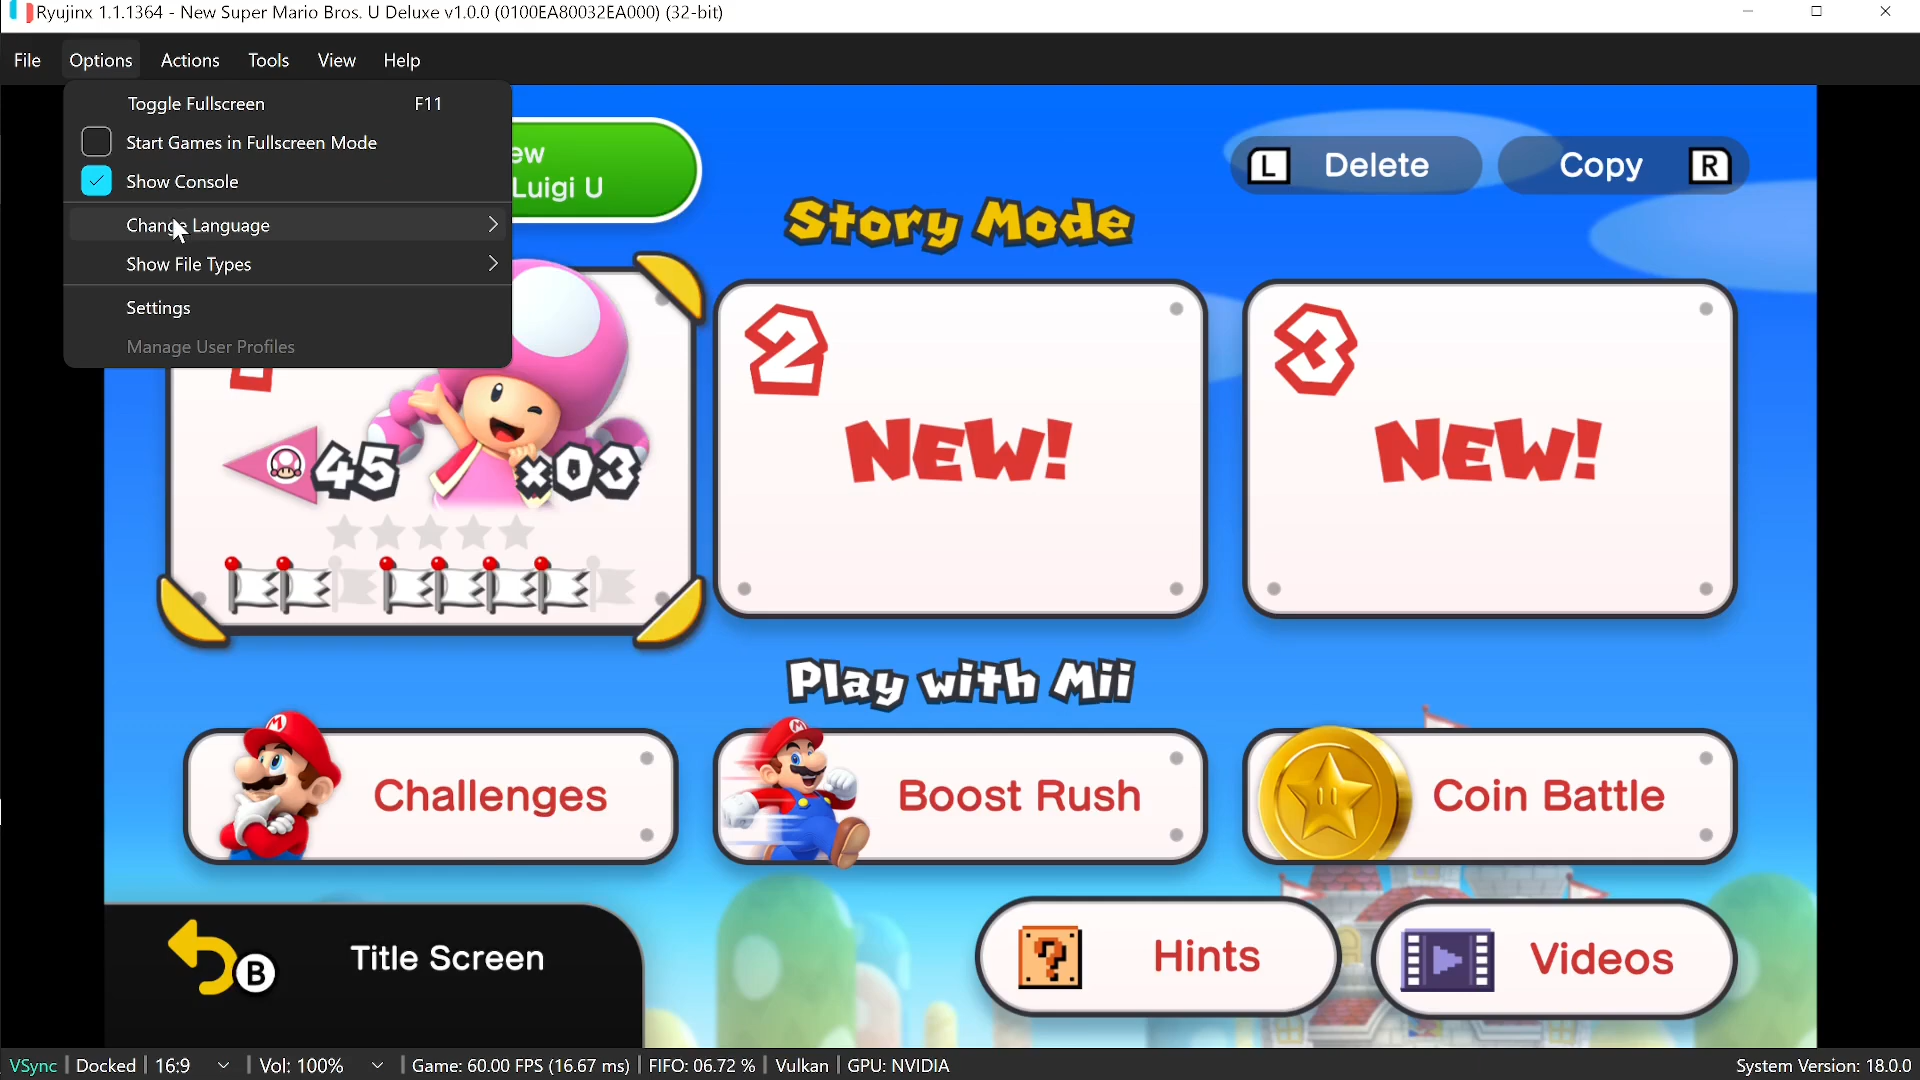 Ryujinx 1.1.1364 - New Super Mario Bros. U Deluxe v1.0.0 (0100EA80032EA000) (32-bit)
File Options Actions Tools View Help
Toggle Fullscreen F11
Start Games in Fullscreen Mode
Show Console
Change Language
Show File Types
Settings
Manage User Profiles
ew
Luigi U
L Delete
Copy R
Story Mode
45 x03
2
NEW!
3
NEW!
Play with Mii
Challenges
Boost Rush
Coin Battle
B Title Screen
? Hints
Videos
VSync Docked 16:9 Vol: 100% Game: 60.00 FPS (16.67 ms) FIFO: 06.72 % Vulkan GPU: NVIDIA System Version: 18.0.0